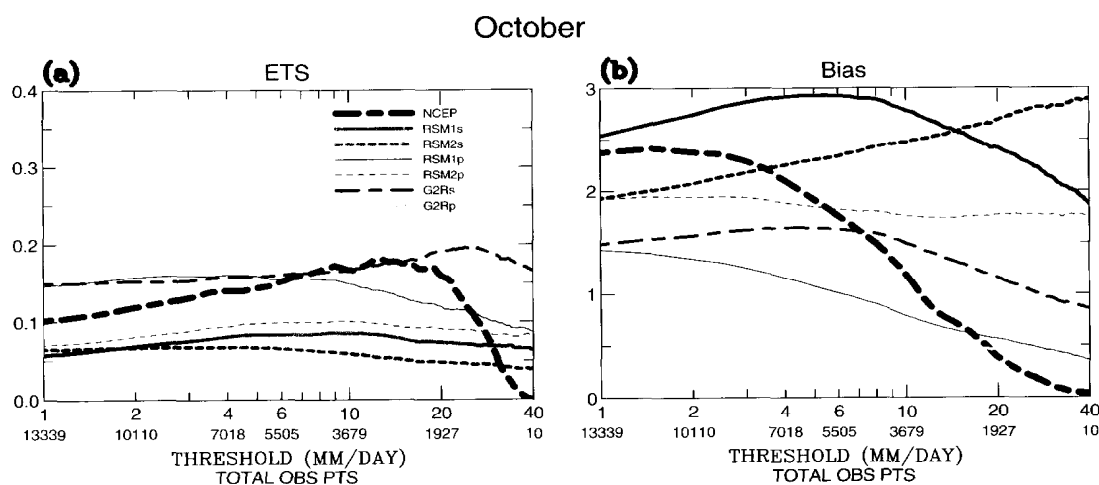 October
(a) ETS
0.4
0.3
0.2
0.1
0.0
NCEP
RSM1s
RSM2s
RSM1p
RSM2p
G2Rs
G2Rp
1 2 4 6 10 20 40
13339 10110 7018 5505 3679 1927 10
THRESHOLD (MM/DAY)
TOTAL OBS PTS
(b) Bias
3
2
1
0
1 2 4 6 10 20 40
13339 10110 7018 5505 3679 1927 10
THRESHOLD (MM/DAY)
TOTAL OBS PTS